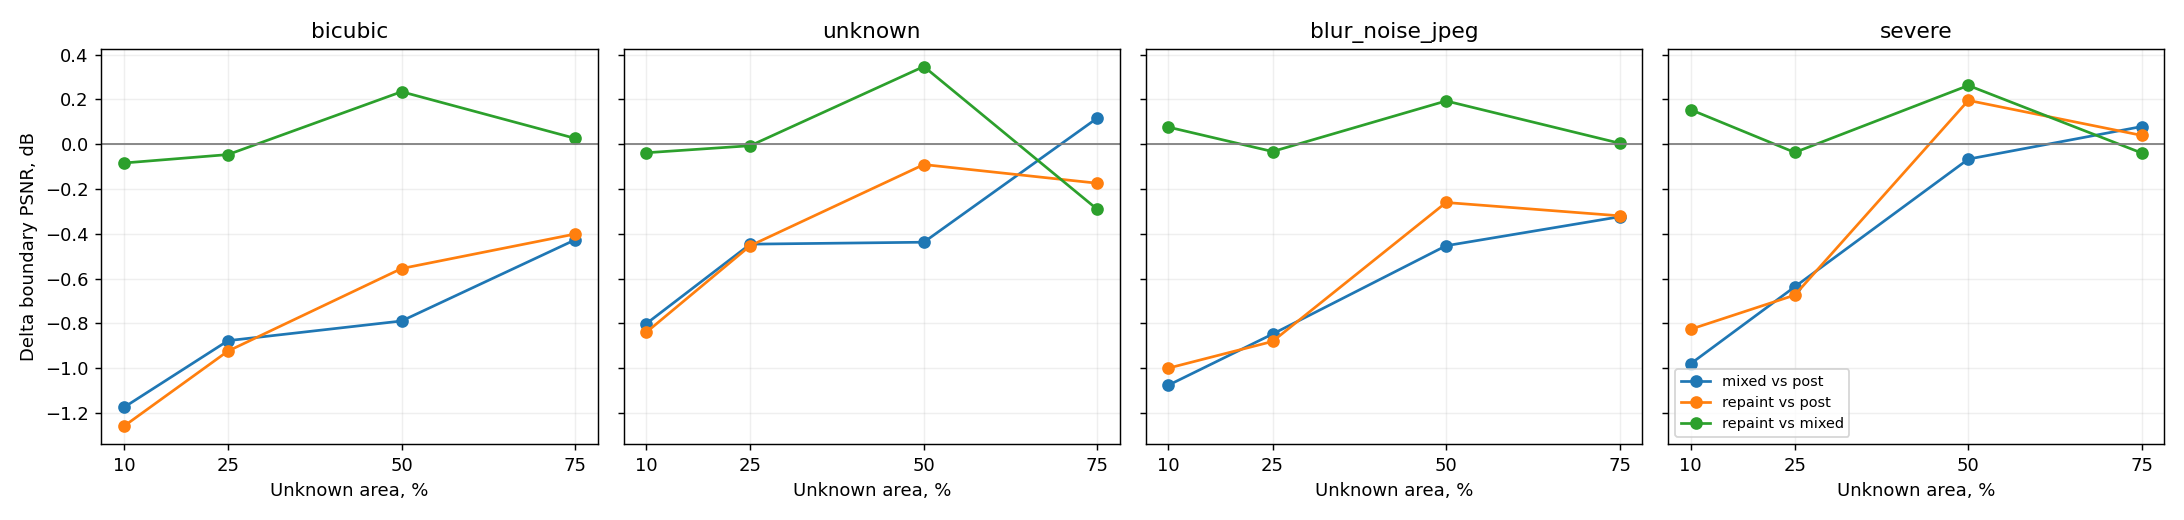 bicubic
unknown
blur_noise_jpeg
severe
Delta boundary PSNR, dB
0.4
0.2
0.0
−0.2
−0.4
−0.6
−0.8
−1.0
−1.2
10 25 50 75
10 25 50 75
10 25 50 75
10 25 50 75
Unknown area, %
Unknown area, %
Unknown area, %
Unknown area, %
mixed vs post
repaint vs post
repaint vs mixed